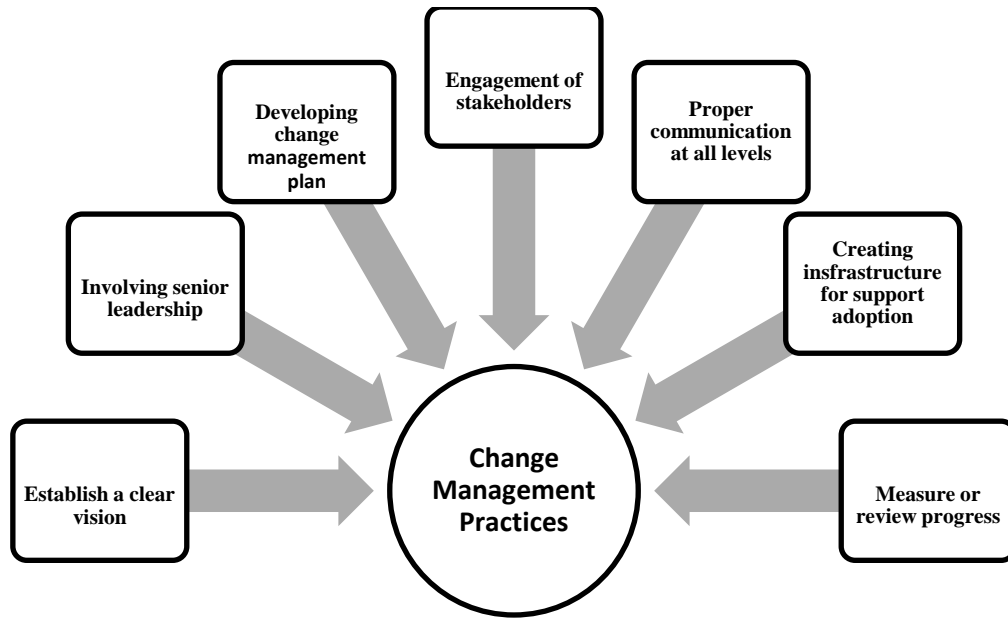 Establish a clear
vision
Involving senior
leadership
Developing
change
management
plan
Engagement of
stakeholders
Proper
communication
at all levels
Creating
insfrastructure
for support
adoption
Measure or
review progress
Change
Management
Practices